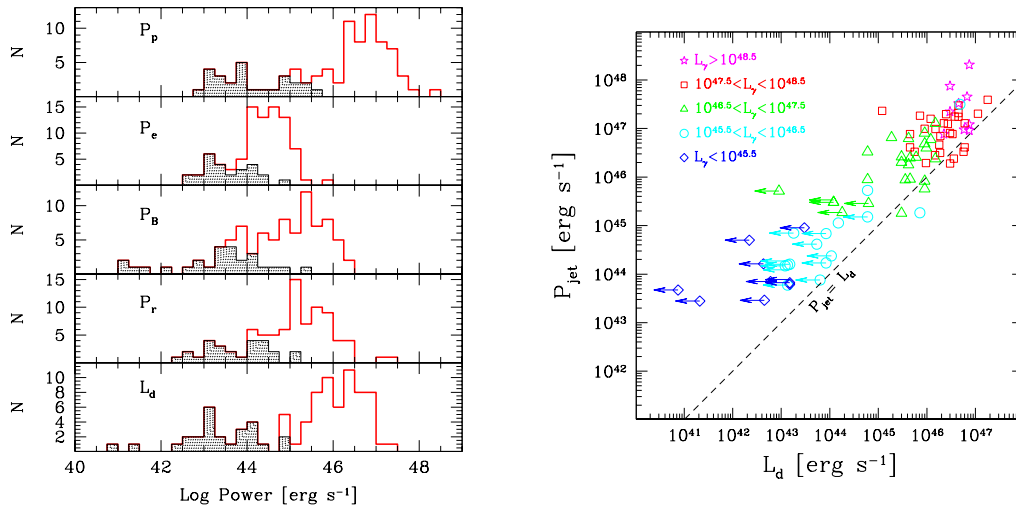 N 10 5 P_p
N 15 10 5 P_e
N 10 5 P_B
N 15 10 5 P_r
N 10 8 6 4 2 L_d
40 42 44 46 48
Log Power [erg s⁻¹]
L_γ>10^48.5
10^47.5<L_γ<10^48.5
10^46.5<L_γ<10^47.5
10^45.5<L_γ<10^46.5
L_γ<10^45.5
P_jet [erg s⁻¹]
10^48
10^47
10^46
10^45
10^44
10^43
10^42
P_jet = L_d
10^41 10^42 10^43 10^44 10^45 10^46 10^47
L_d [erg s⁻¹]